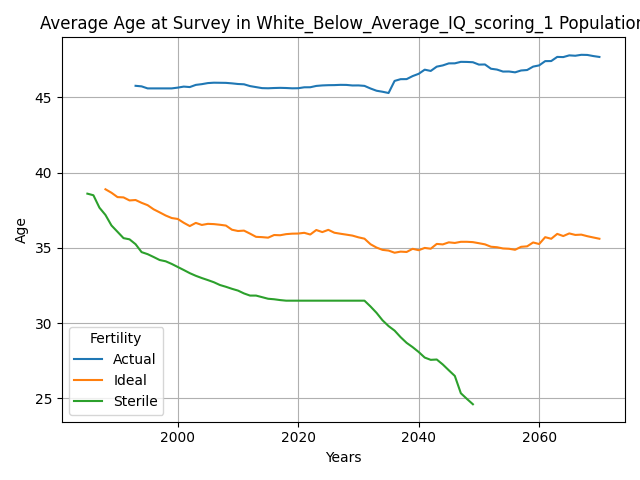 Average Age at Survey in White_Below_Average_IQ_scoring_1 Population
45
40
35
30
25
Age
Fertility
Actual
Ideal
Sterile
2000 2020 2040 2060
Years